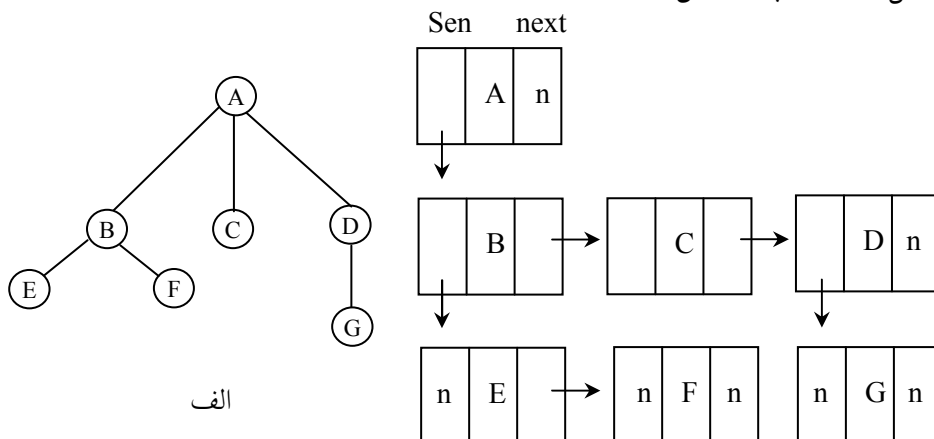 Sen next
A
A n
B C D
B C D n
E F
G
n E n F n n G n
الف